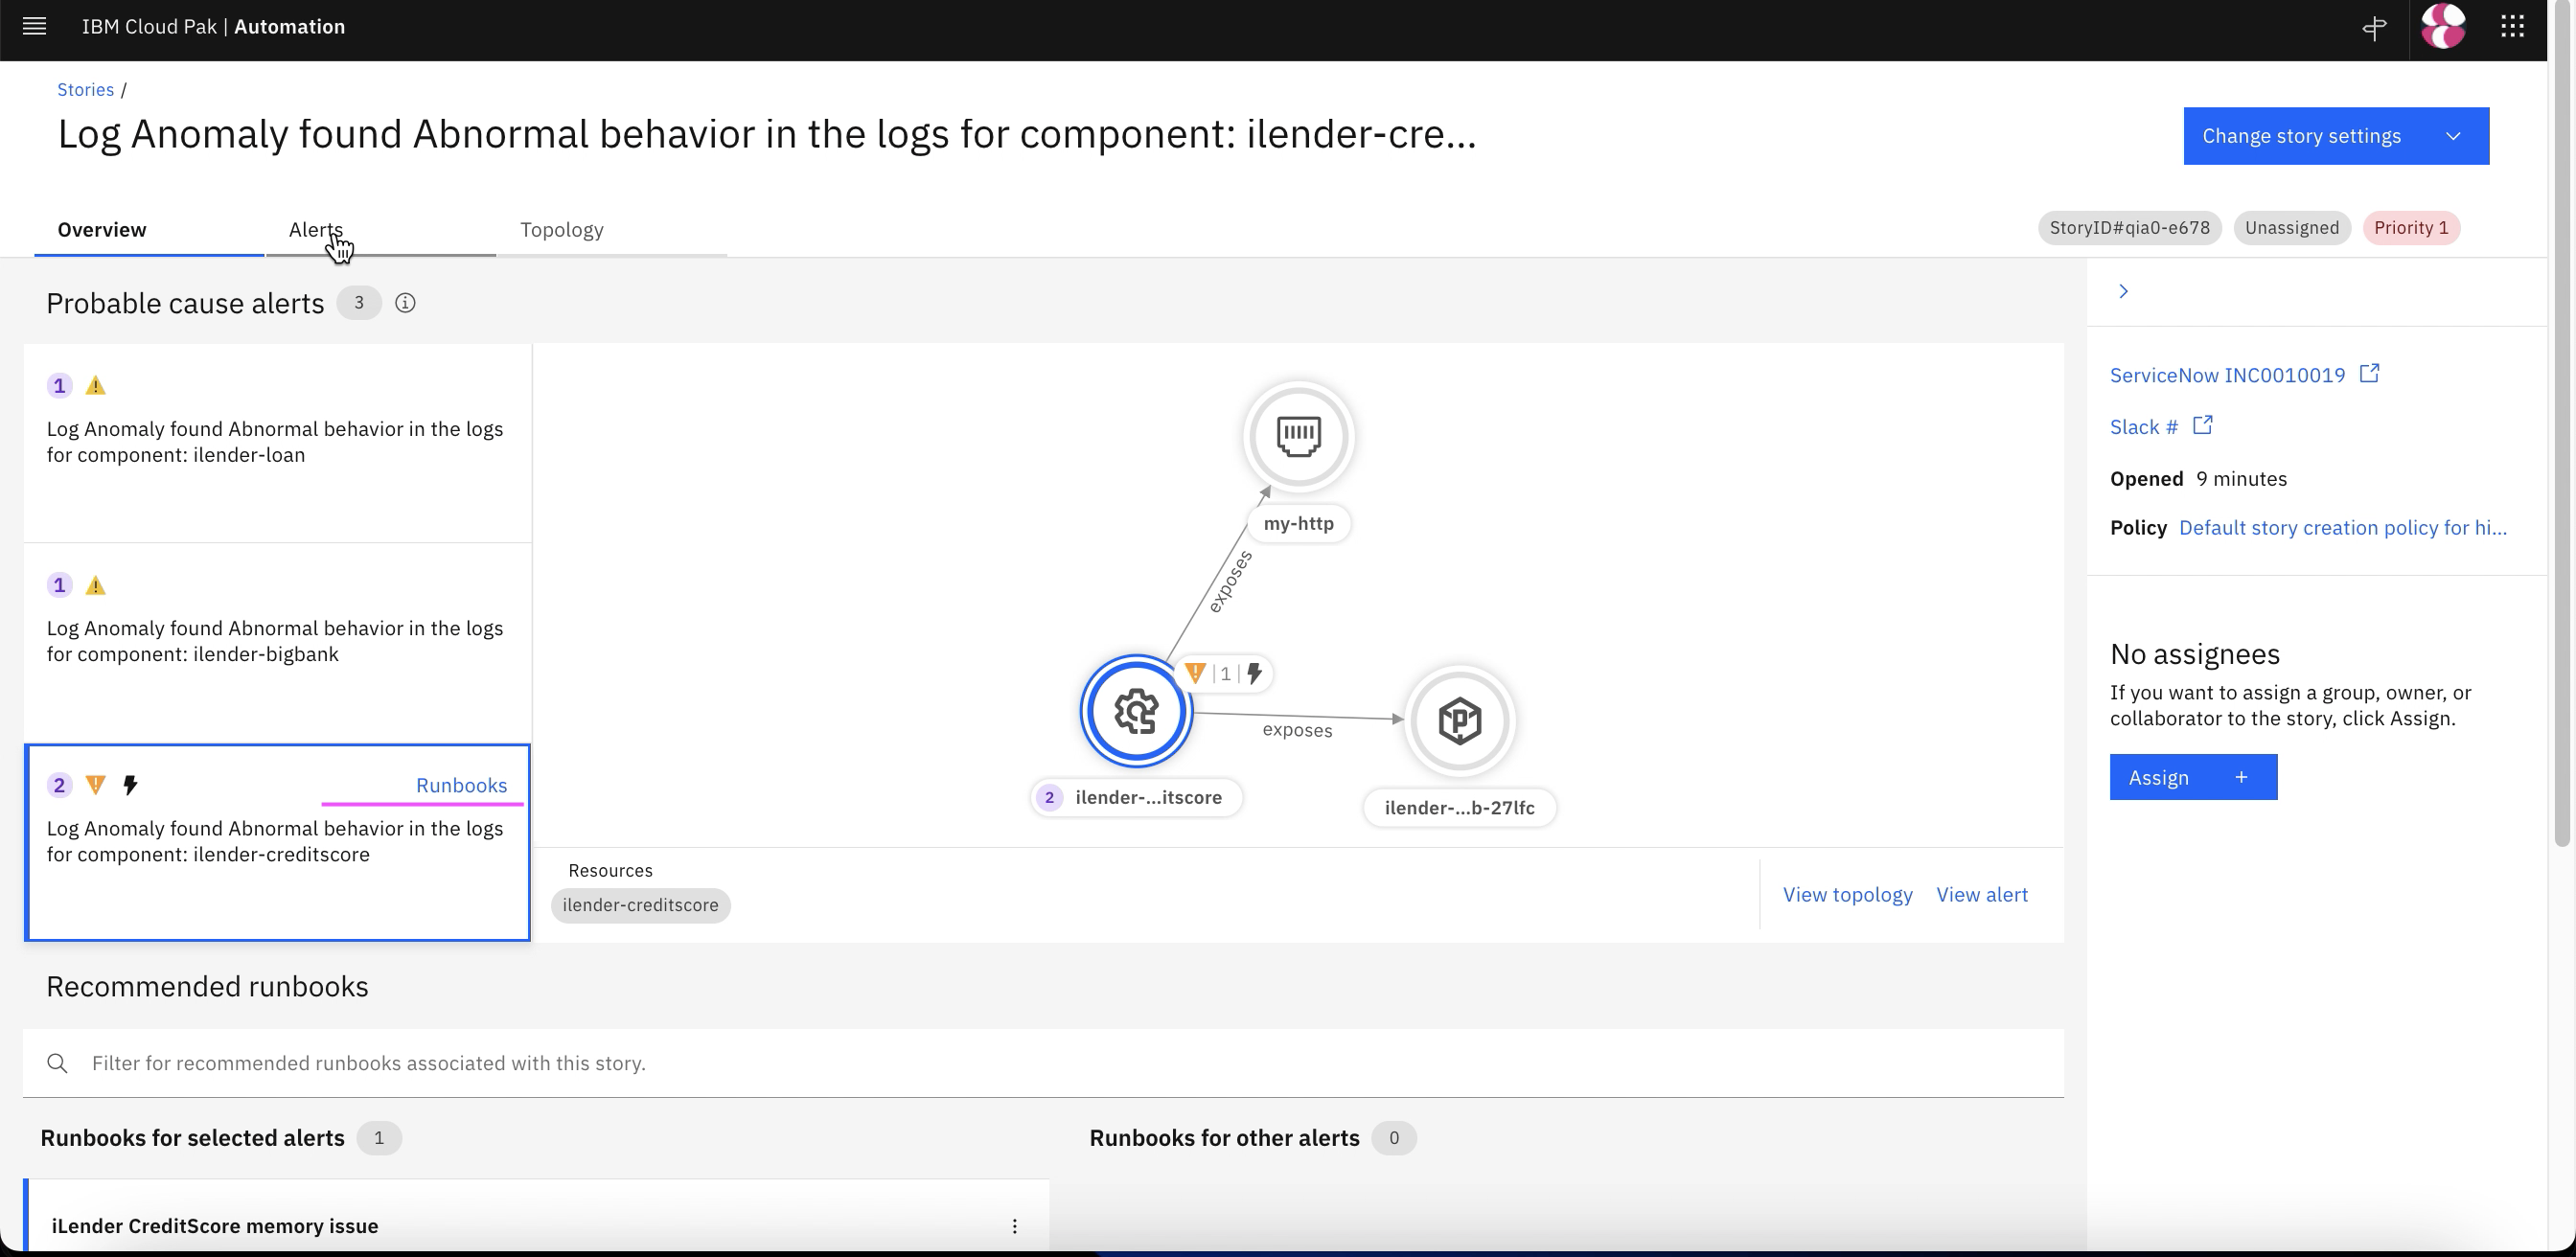 IBM Cloud Pak | Automation
Stories /
Log Anomaly found Abnormal behavior in the logs for component: ilender-cre...
Change story settings
Overview
Alerts
Topology
StoryID#qia0-e678
Unassigned
Priority 1
Probable cause alerts 3
1
Log Anomaly found Abnormal behavior in the logs
for component: ilender-loan
1
Log Anomaly found Abnormal behavior in the logs
for component: ilender-bigbank
2 Runbooks
Log Anomaly found Abnormal behavior in the logs
for component: ilender-creditscore
my-http
exposes
1
exposes
2 ilender-...itscore
ilender-...b-27lfc
Resources
ilender-creditscore
View topology
View alert
ServiceNow INC0010019
Slack #
Opened 9 minutes
Policy Default story creation policy for hi...
No assignees
If you want to assign a group, owner, or
collaborator to the story, click Assign.
Assign +
Recommended runbooks
Filter for recommended runbooks associated with this story.
Runbooks for selected alerts 1
Runbooks for other alerts 0
iLender CreditScore memory issue